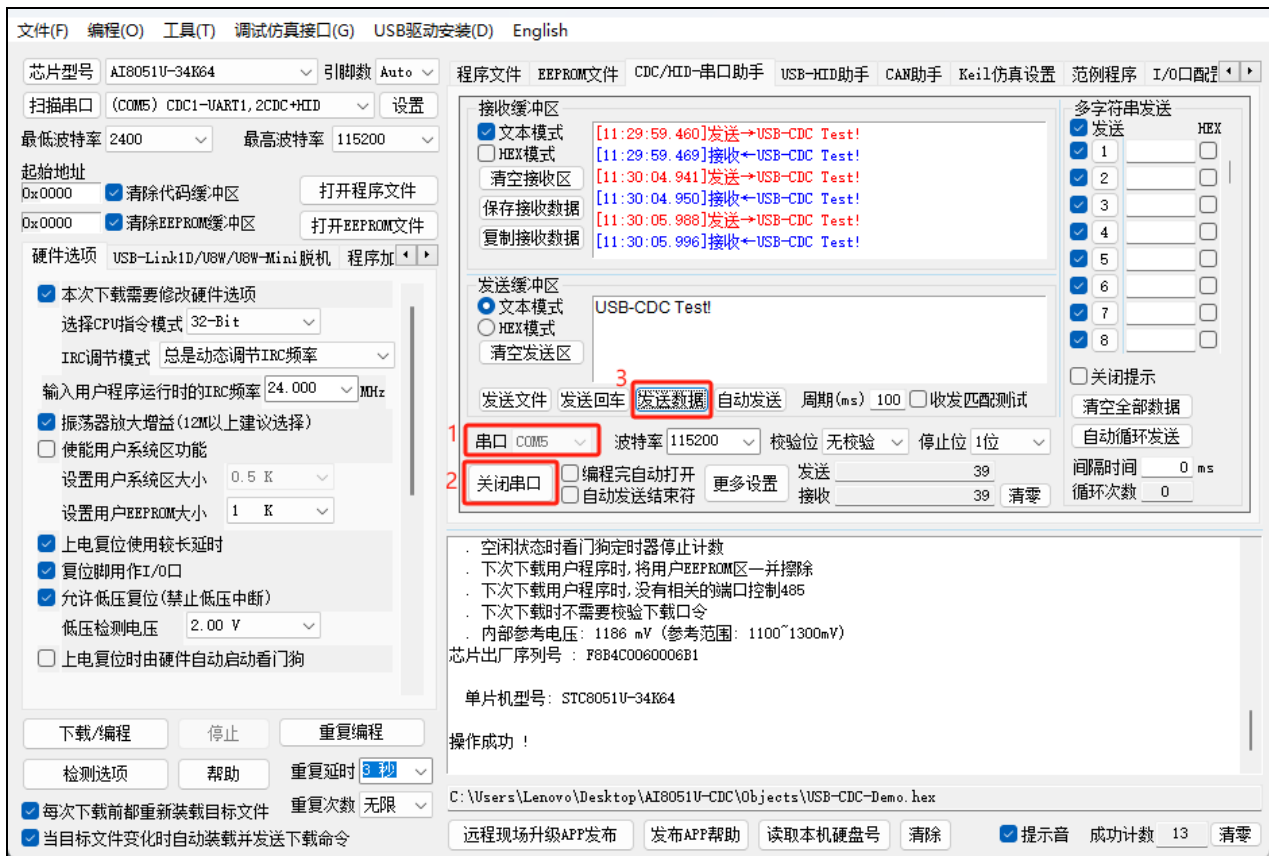 文件(F) 编程(O) 工具(T) 调试仿真接口(G) USB驱动安装(D) English
芯片型号 AI8051U-34K64 引脚数 Auto
扫描串口 (COM5) CDC1-UART1,2CDC+HID 设置
最低波特率 2400 最高波特率 115200
起始地址
0x0000 清除代码缓冲区 打开程序文件
0x0000 清除EEPROM缓冲区 打开EEPROM文件
硬件选项 USB-Link1D/U8W/U8W-Mini脱机 程序加
本次下载需要修改硬件选项
选择CPU指令模式 32-Bit
IRC调节模式 总是动态调节IRC频率
输入用户程序运行时的IRC频率 24.000 MHz
振荡器放大增益(12M以上建议选择)
使能用户系统区功能
设置用户系统区大小 0.5 K
设置用户EEPROM大小 1 K
上电复位使用较长延时
复位脚用作I/O口
允许低压复位(禁止低压中断)
低压检测电压 2.00 V
上电复位时由硬件自动启动看门狗
下载/编程 停止 重复编程
检测选项 帮助 重复延时 3 秒
每次下载前都重新装载目标文件 重复次数 无限
当目标文件变化时自动装载并发送下载命令
程序文件 EEPROM文件 CDC/HID-串口助手 USB-HID助手 CAN助手 Keil仿真设置 范例程序 I/O口配置
接收缓冲区
文本模式
HEX模式
清空接收区
保存接收数据
复制接收数据
[11:29:59.460]发送→USB-CDC Test!
[11:29:59.469]接收←USB-CDC Test!
[11:30:04.941]发送→USB-CDC Test!
[11:30:04.950]接收←USB-CDC Test!
[11:30:05.988]发送→USB-CDC Test!
[11:30:05.996]接收←USB-CDC Test!
发送缓冲区
文本模式
HEX模式
清空发送区
USB-CDC Test!
3
发送文件 发送回车 发送数据 自动发送 周期(ms) 100 收发匹配测试
1 串口 COM5 波特率 115200 校验位 无校验 停止位 1位
2 关闭串口 编程完自动打开 更多设置 发送 39
自动发送结束符 接收 39 清零
多字符串发送
发送 HEX
1
2
3
4
5
6
7
8
关闭提示
清空全部数据
自动循环发送
间隔时间 0 ms
循环次数 0
. 空闲状态时看门狗定时器停止计数
. 下次下载用户程序时,将用户EEPROM区一并擦除
. 下次下载用户程序时,没有相关的端口控制485
. 下次下载时不需要校验下载口令
. 内部参考电压: 1186 mV (参考范围: 1100~1300mV)
芯片出厂序列号 : F8B4C0060006B1
单片机型号: STC8051U-34K64
操作成功 !
C:\Users\Lenovo\Desktop\AI8051U-CDC\Objects\USB-CDC-Demo.hex
远程现场升级APP发布 发布APP帮助 读取本机硬盘号 清除 提示音 成功计数 13 清零